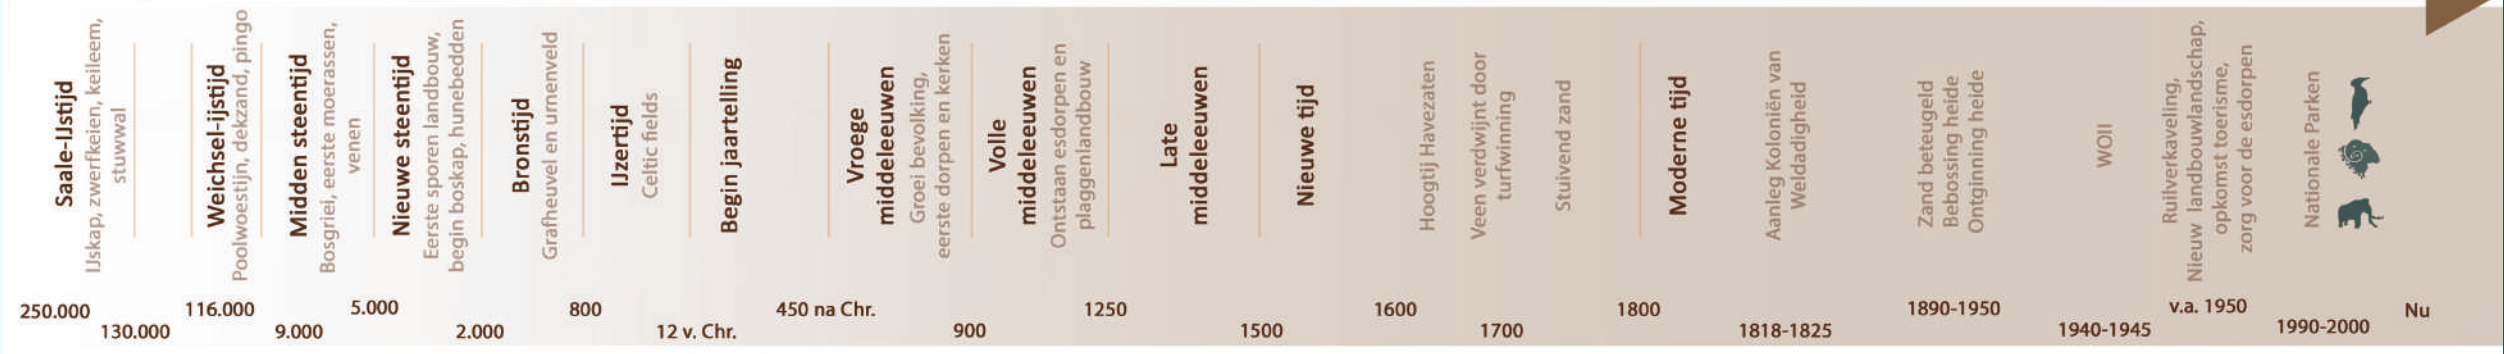 Saale-IJstijd
IJskap, zwerfkeien, keileem,
stuwwal
Weichsel-ijstijd
Poolwoestijn, dekzand, pingo
Midden steentijd
Bosgriei, eerste moerassen,
venen
Nieuwe steentijd
Eerste sporen landbouw,
begin boskap, hunebedden
Bronstijd
Grafheuvel en urnenveld
IJzertijd
Celtic fields
Begin jaartelling
Vroege
middeleeuwen
Groei bevolking,
eerste dorpen en kerken
Volle
middeleeuwen
Ontstaan esdorpen en
plaggenlandbouw
Late
middeleeuwen
Nieuwe tijd
Hoogtij Havezaten
Veen verdwijnt door
turfwinning
Stuivend zand
Moderne tijd
Aanleg Koloniën van
Weldadigheid
Zand beteugeld
Bebossing heide
Ontginning heide
WOII
Ruilverkaveling,
Nieuw landbouwlandschap,
opkomst toerisme,
zorg voor de esdorpen
Nationale Parken
250.000
130.000
116.000
9.000
5.000
2.000
800
12 v. Chr.
450 na Chr.
900
1250
1500
1600
1700
1800
1818-1825
1890-1950
1940-1945
v.a. 1950
1990-2000
Nu